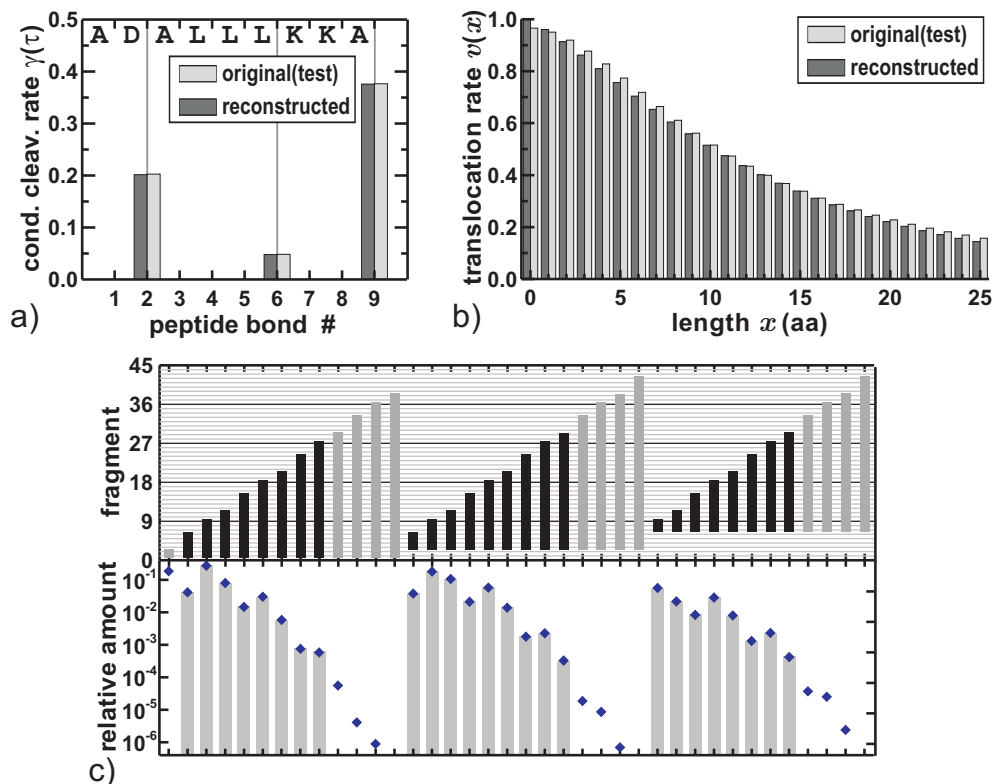 0.5
0.4
0.3
0.2
0.1
0.0
cond. cleav. rate γ(τ)
A D A L L L K K A
original(test)
reconstructed
1 2 3 4 5 6 7 8 9
peptide bond #
a)
1.0
0.8
0.6
0.4
0.2
0.0
translocation rate v(x)
original(test)
reconstructed
0 5 10 15 20 25
length x (aa)
b)
45
36
27
18
9
0
fragment
10⁻¹
10⁻²
10⁻³
10⁻⁴
10⁻⁵
10⁻⁶
relative amount
c)